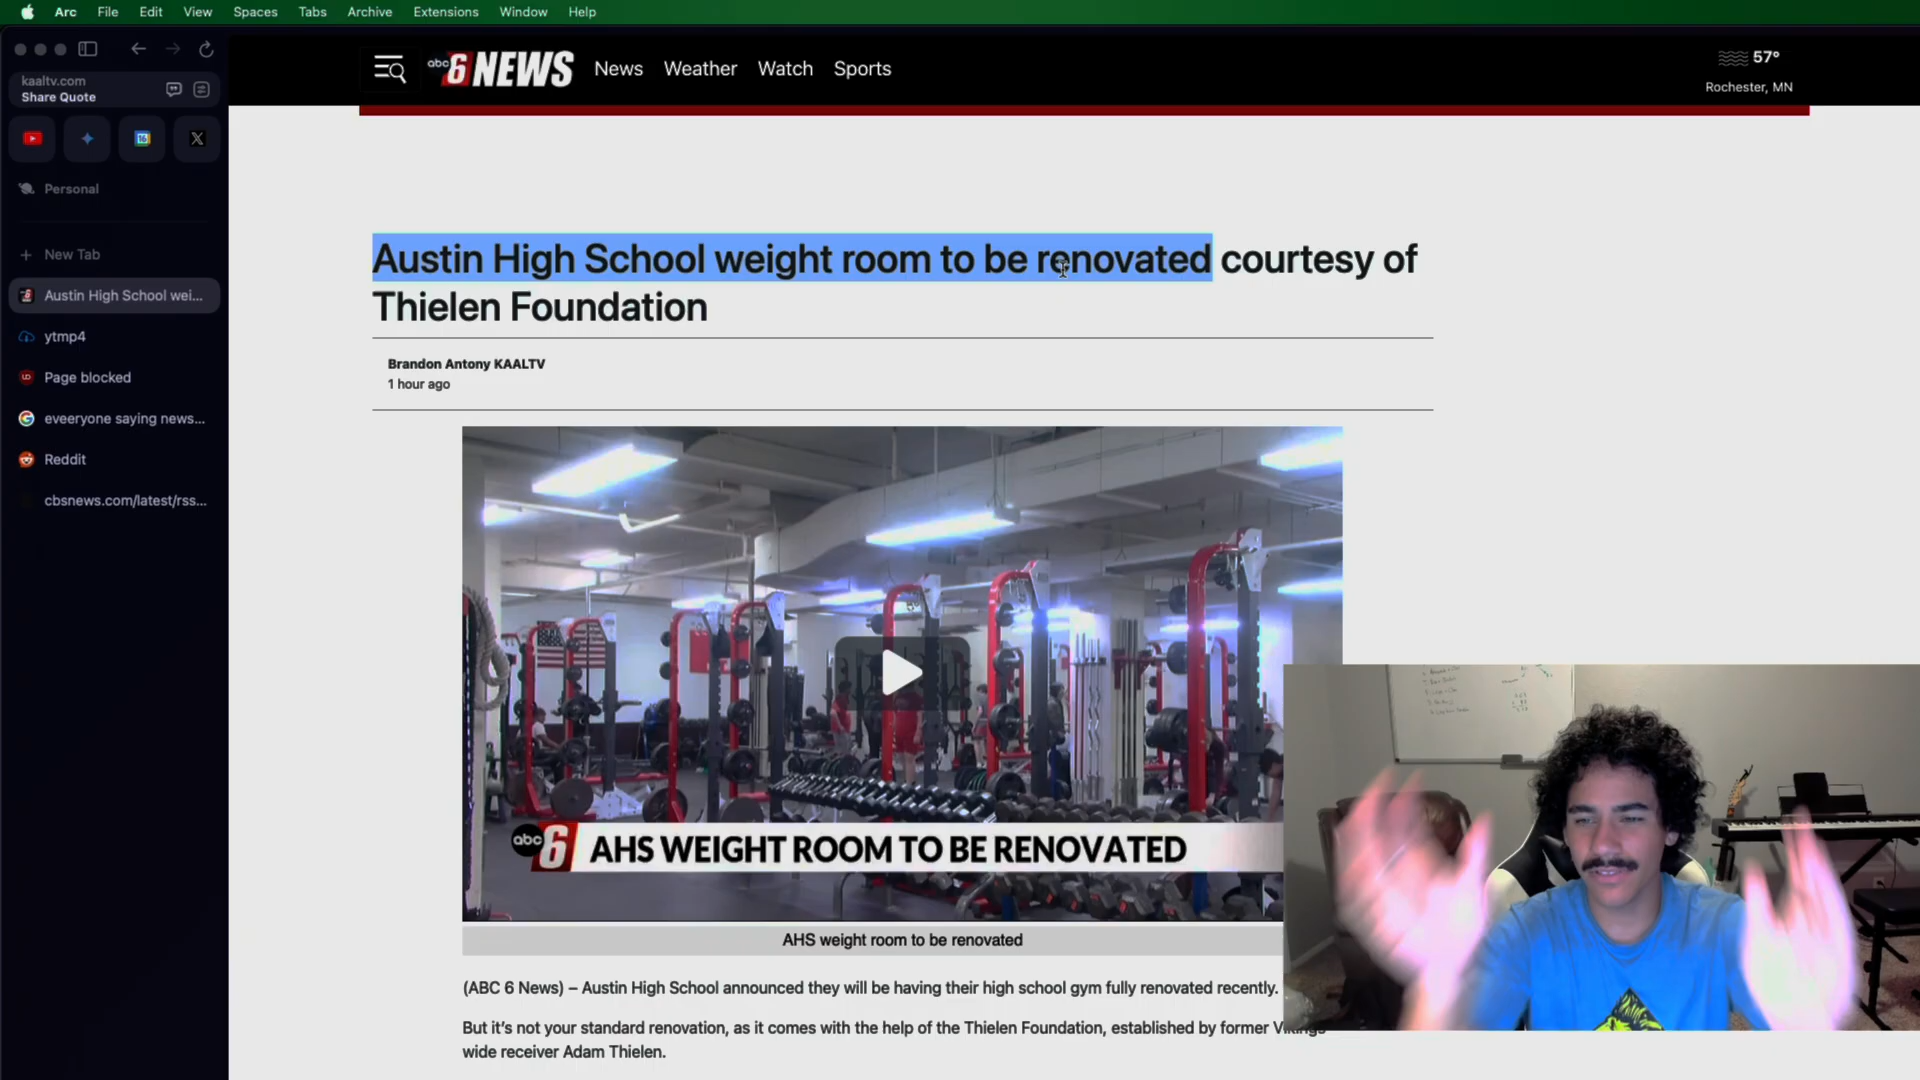 Arc File Edit View Spaces Tabs Archive Extensions Window Help
kaaltv.com
Share Quote
16
X
Personal
+ New Tab
Austin High School wei...
ytmp4
Page blocked
eveeryone saying news...
Reddit
cbsnews.com/latest/rss...
abc 6 NEWS News Weather Watch Sports
57°
Rochester, MN
Austin High School weight room to be renovated courtesy of
Thielen Foundation
Brandon Antony KAALTV
1 hour ago
abc 6 AHS WEIGHT ROOM TO BE RENOVATED
AHS weight room to be renovated
(ABC 6 News) – Austin High School announced they will be having their high school gym fully renovated recently.
But it's not your standard renovation, as it comes with the help of the Thielen Foundation, established by former Vikings
wide receiver Adam Thielen.